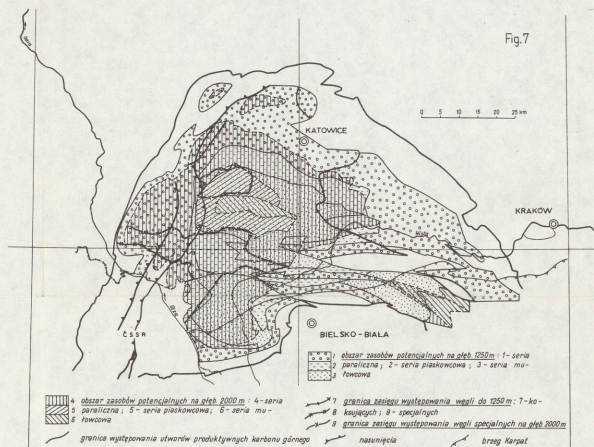 Fig.7
0 5 10 15 20 25 km
KATOWICE
KRAKÓW
ČSSR
BIELSKO-BIAŁA
1 obszar zasobów potencjalnych na głęb. 1250 m : 1 - seria
2 paraliczna ; 2 - seria piaskowcowa ; 3 - seria mu-
3 łowcowa
4 obszar zasobów potencjalnych na głęb. 2000 m : 4 - seria
5 paraliczna ; 5 - seria piaskowcowa ; 6 - seria mu-
6 łowcowa
7 granica zasięgu występowania węgli do 1250 m : 7 - ko-
8 ksujących ; 8 - specjalnych
9 granica zasięgu występowania węgli specjalnych na głęb. 2000 m
granica występowania utworów produktywnych karbonu górnego
nasunięcia
brzeg Karpat